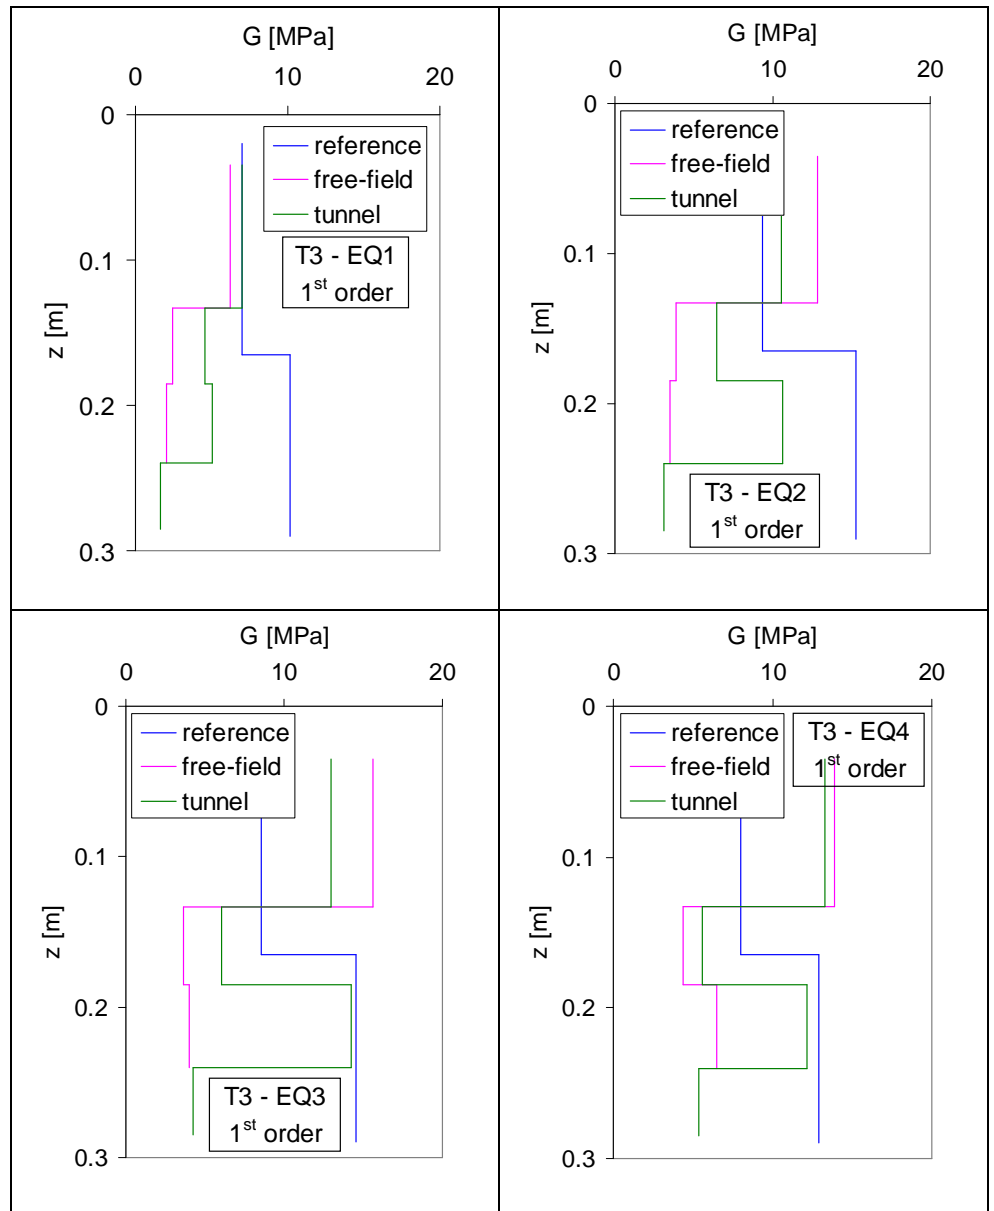 G [MPa]
0 10 20
0
0.1
0.2
0.3
z [m]
reference
free-field
tunnel
T3 - EQ1
1st order
G [MPa]
0 10 20
0
0.1
0.2
0.3
z [m]
reference
free-field
tunnel
T3 - EQ2
1st order
G [MPa]
0 10 20
0
0.1
0.2
0.3
z [m]
reference
free-field
tunnel
T3 - EQ3
1st order
G [MPa]
0 10 20
0
0.1
0.2
0.3
z [m]
reference
free-field
tunnel
T3 - EQ4
1st order